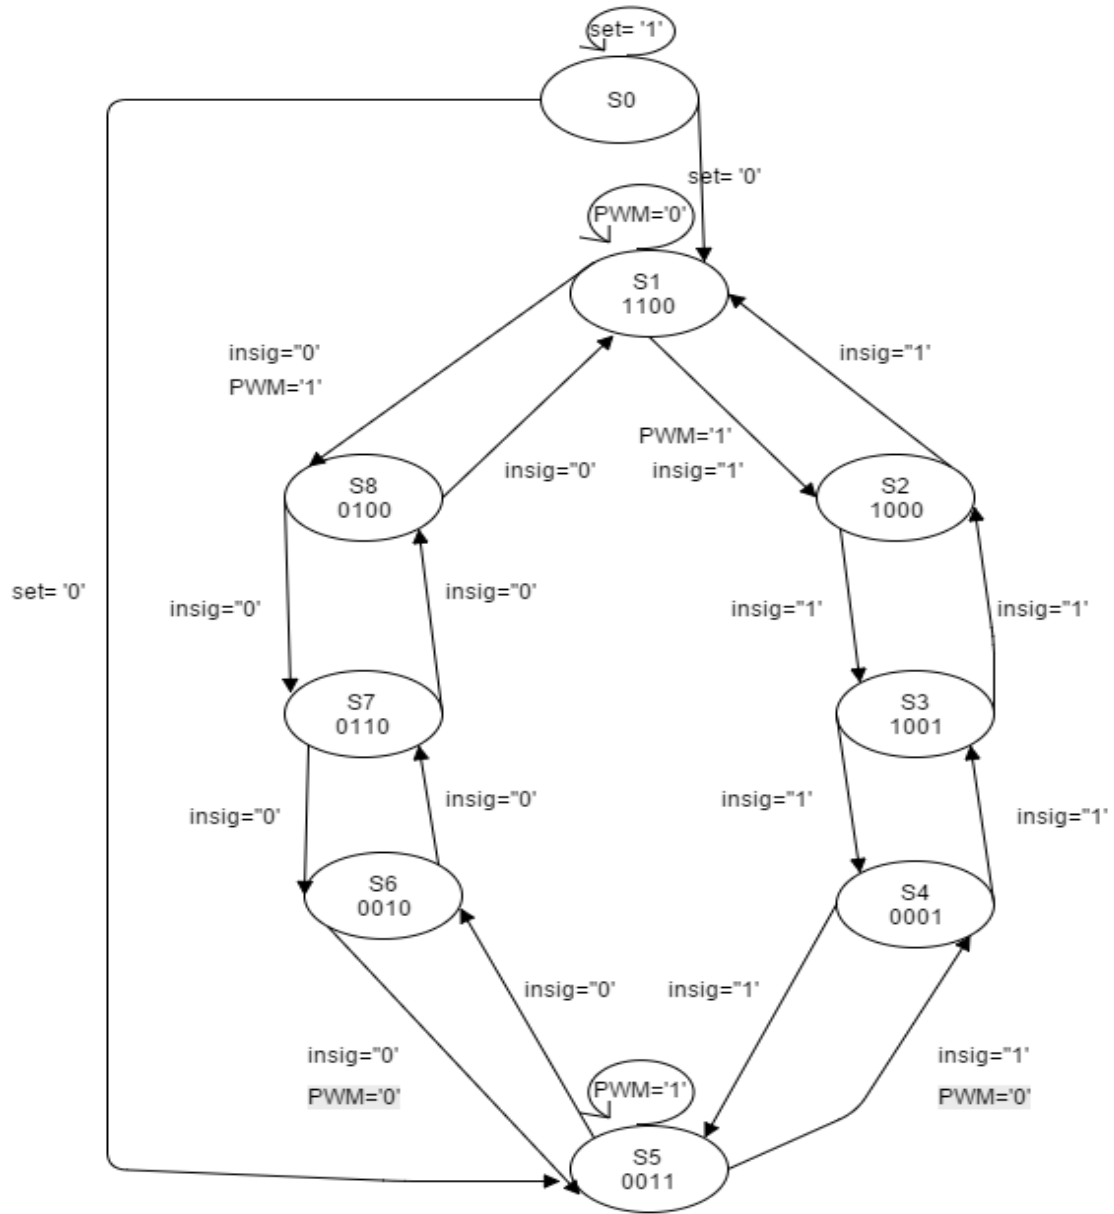 set= '1'
S0
set= '0'
PWM='0'
S1
1100
insig="0'
PWM='1'
insig="1'
PWM='1'
insig="1'
insig="0'
S8
0100
S2
1000
set= '0'
insig="0'
insig="0'
insig="1'
insig="1'
S7
0110
S3
1001
insig="0'
insig="0'
insig="1'
insig="1'
S6
0010
S4
0001
insig="0'
insig="1'
insig="0'
PWM='0'
insig="1'
PWM='0'
PWM='1'
S5
0011